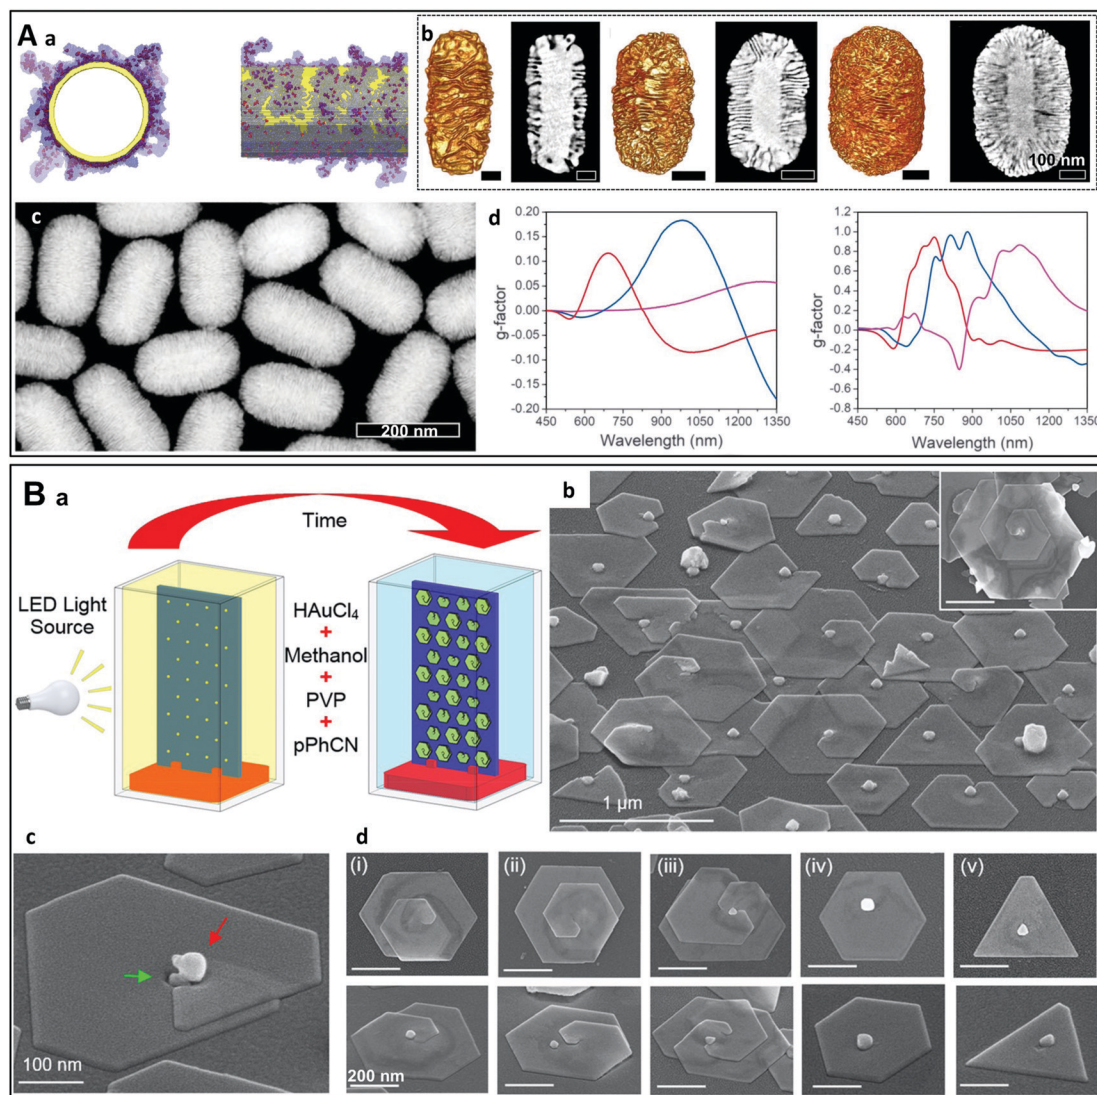 A a
b
100 nm
c
200 nm
d
g-factor
0.20
0.15
0.10
0.05
0.00
-0.05
-0.10
-0.15
-0.20
450 600 750 900 1050 1200 1350
Wavelength (nm)
g-factor
1.2
1.0
0.8
0.6
0.4
0.2
0.0
-0.2
-0.4
-0.6
-0.8
450 600 750 900 1050 1200 1350
Wavelength (nm)
B a
Time
LED Light
Source
HAuCl₄
+
Methanol
+
PVP
+
pPhCN
b
1 µm
c
100 nm
d
(i) (ii) (iii) (iv) (v)
200 nm